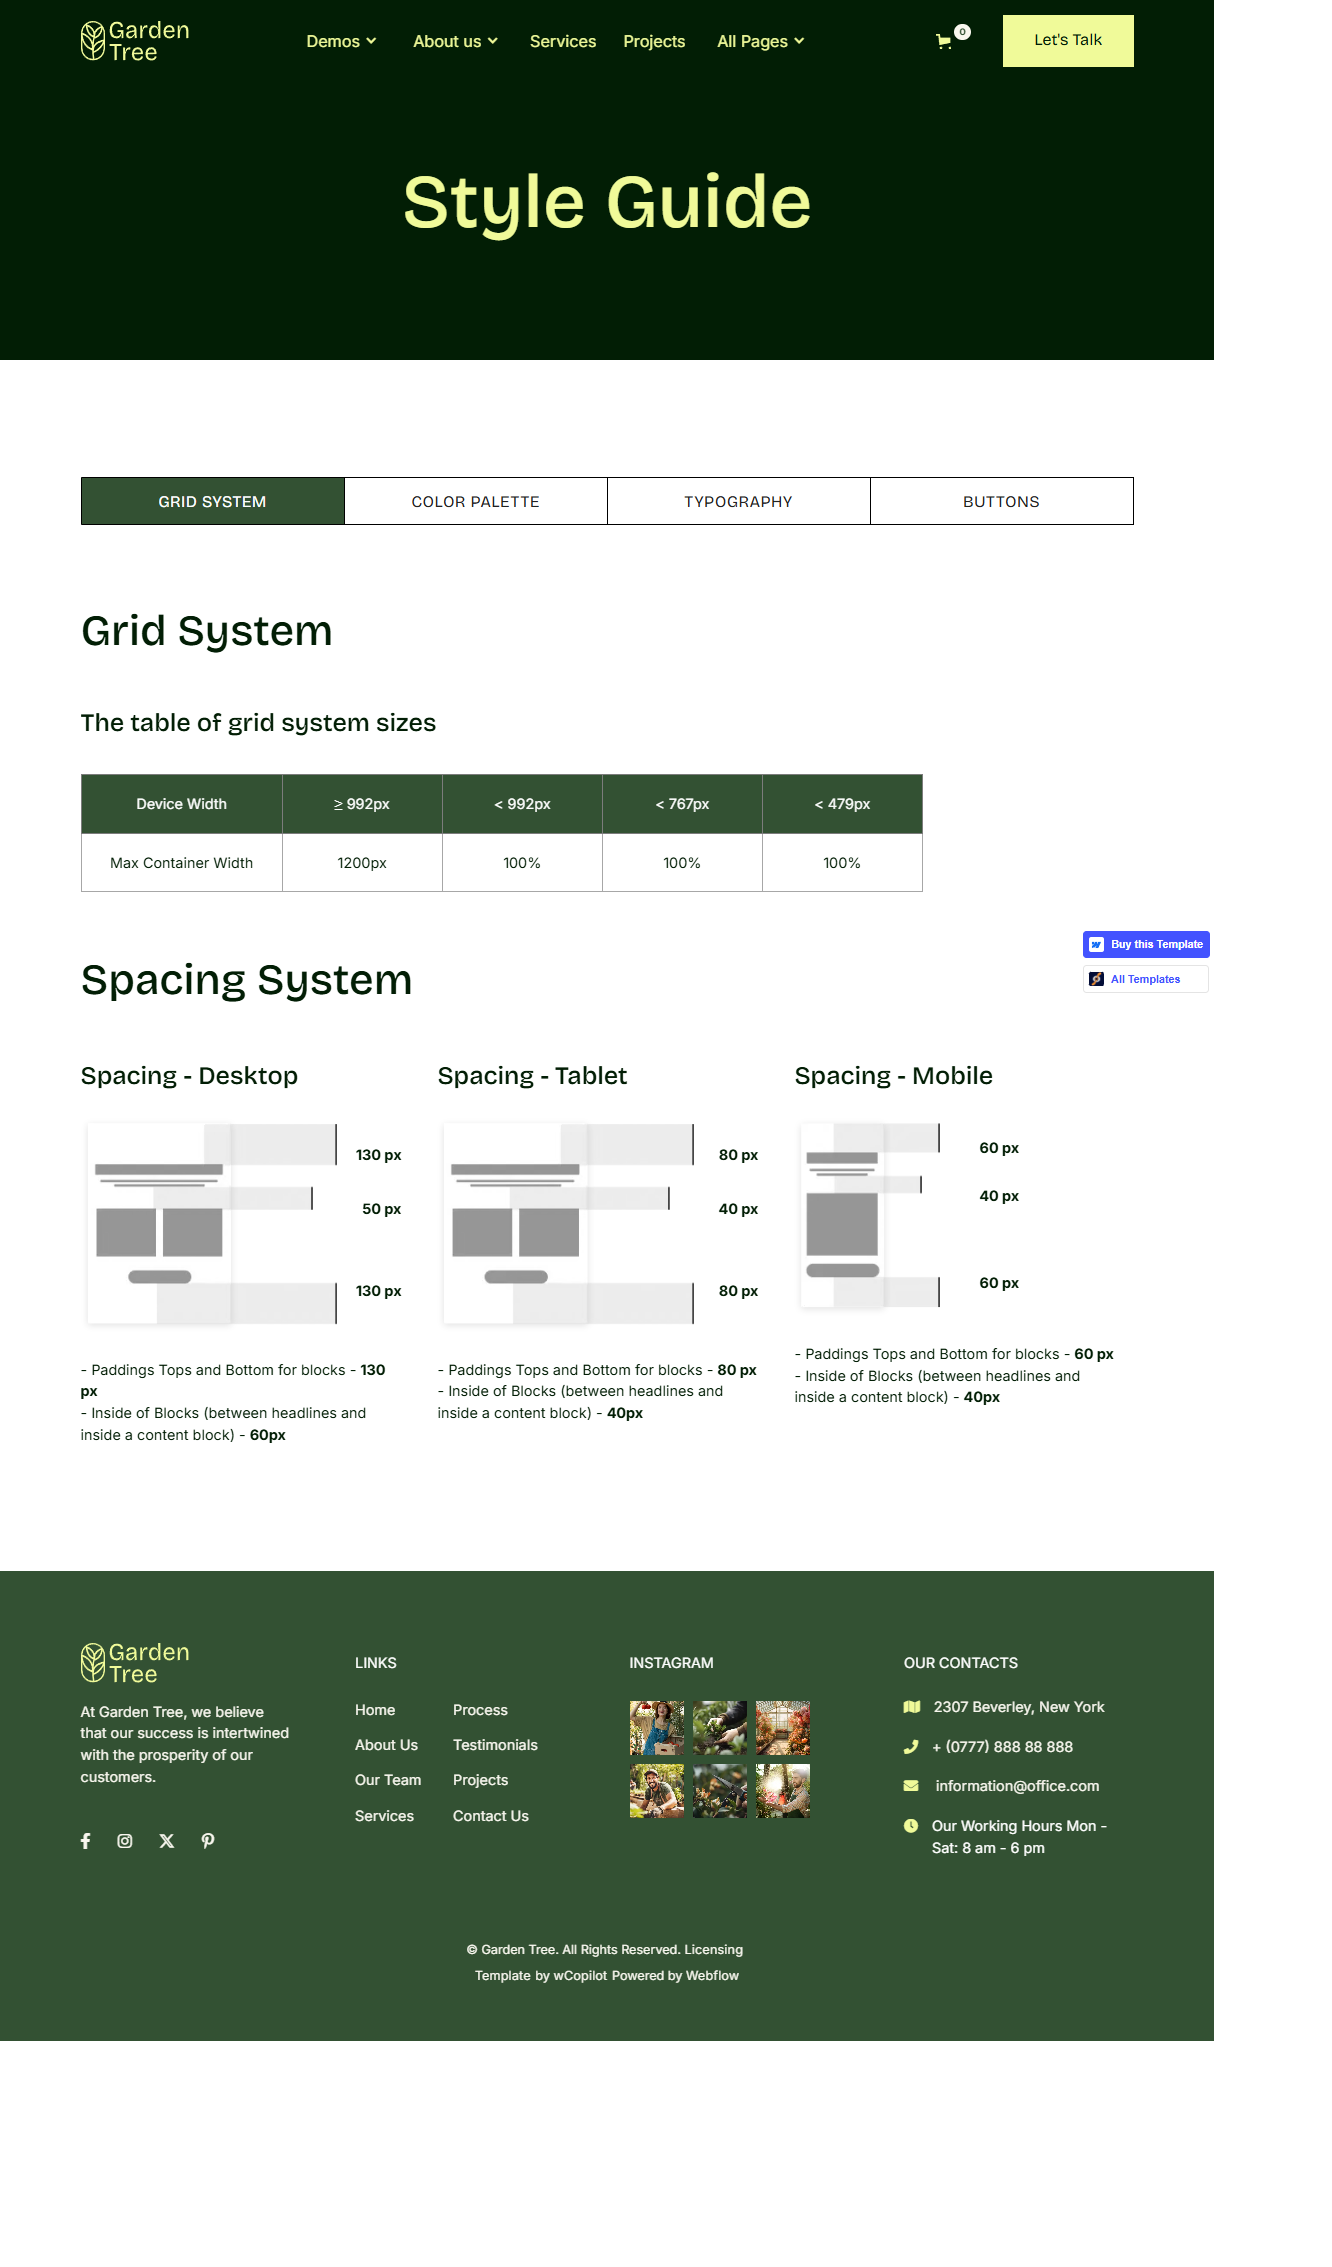 Garden
Tree
Demos
About us
Services
Projects
All Pages
0
Let's Talk
Style Guide
GRID SYSTEM
COLOR PALETTE
TYPOGRAPHY
BUTTONS
Grid System
The table of grid system sizes
Device Width
≥ 992px
< 992px
< 767px
< 479px
Max Container Width
1200px
100%
100%
100%
Buy this Template
All Templates
Spacing System
Spacing - Desktop
130 px
50 px
130 px
- Paddings Tops and Bottom for blocks - 130
px
- Inside of Blocks (between headlines and
inside a content block) - 60px
Spacing - Tablet
80 px
40 px
80 px
- Paddings Tops and Bottom for blocks - 80 px
- Inside of Blocks (between headlines and
inside a content block) - 40px
Spacing - Mobile
60 px
40 px
60 px
- Paddings Tops and Bottom for blocks - 60 px
- Inside of Blocks (between headlines and
inside a content block) - 40px
Garden
Tree
At Garden Tree, we believe
that our success is intertwined
with the prosperity of our
customers.
LINKS
Home
About Us
Our Team
Services
Process
Testimonials
Projects
Contact Us
INSTAGRAM
OUR CONTACTS
2307 Beverley, New York
+ (0777) 888 88 888
information@office.com
Our Working Hours Mon -
Sat: 8 am - 6 pm
© Garden Tree. All Rights Reserved. Licensing
Template by wCopilot Powered by Webflow